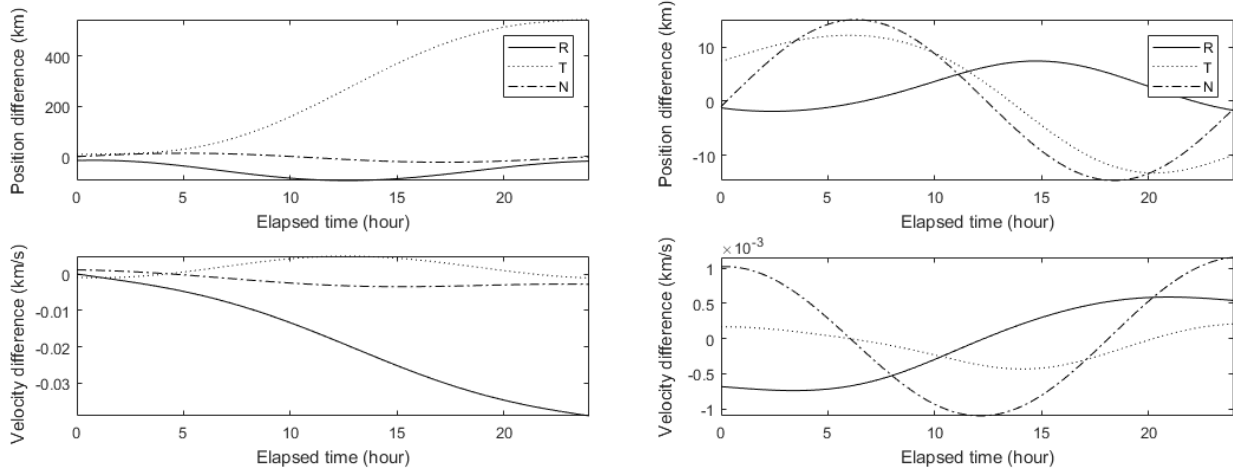 Position difference (km)
400
200
0
R
T
N
0 5 10 15 20
Elapsed time (hour)
Position difference (km)
10
0
-10
R
T
N
0 5 10 15 20
Elapsed time (hour)
Velocity difference (km/s)
0
-0.01
-0.02
-0.03
0 5 10 15 20
Elapsed time (hour)
Velocity difference (km/s)
×10⁻³
1
0.5
0
-0.5
-1
0 5 10 15 20
Elapsed time (hour)